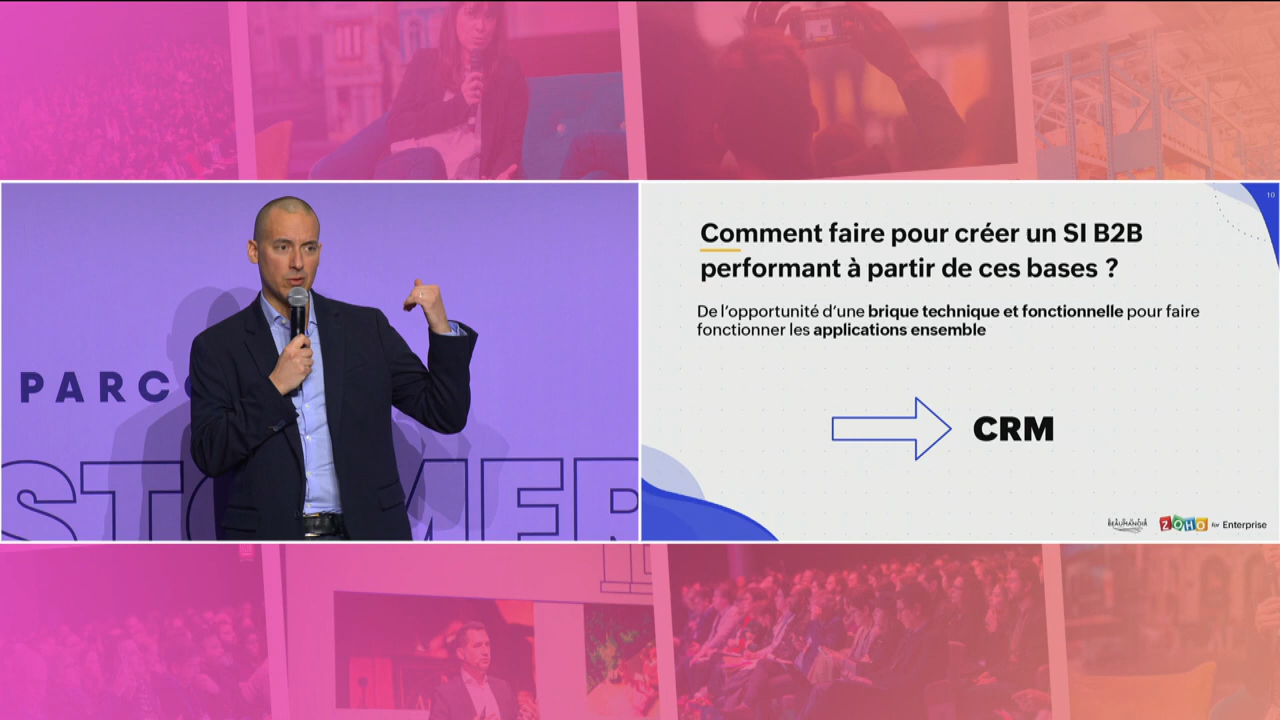 PARCO
STOMER
10
Comment faire pour créer un SI B2B
performant à partir de ces bases ?
De l'opportunité d'une brique technique et fonctionnelle pour faire
fonctionner les applications ensemble
CRM
BEAUMANOIR
ZOHO for Enterprise